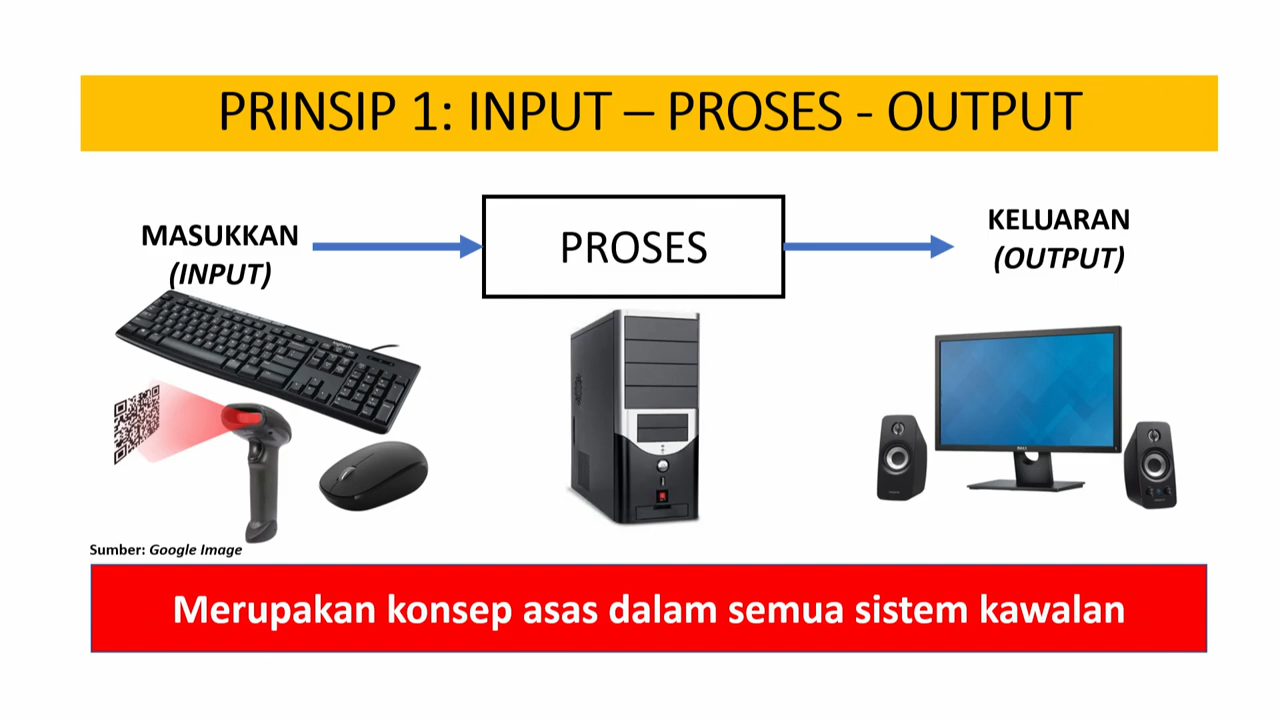 PRINSIP 1: INPUT – PROSES - OUTPUT
MASUKKAN
(INPUT)
PROSES
KELUARAN
(OUTPUT)
Sumber: Google Image
Merupakan konsep asas dalam semua sistem kawalan